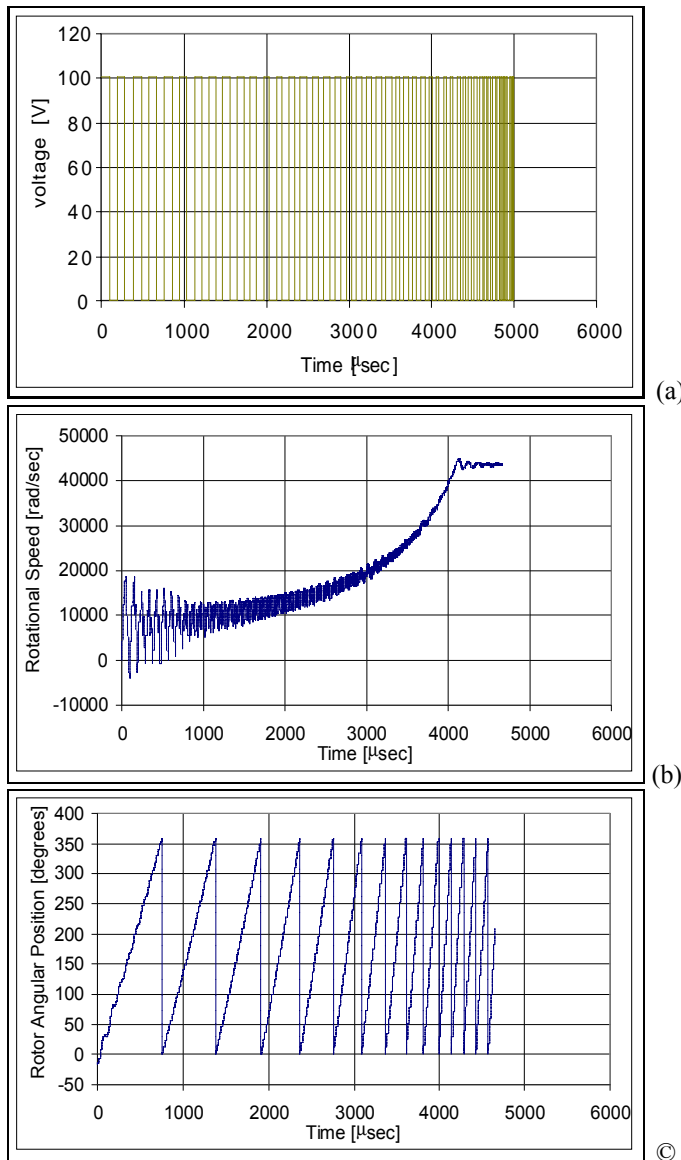 120
100
80
60
40
20
0
voltage [V]
0 1000 2000 3000 4000 5000 6000
Time [μsec]
(a)
50000
40000
30000
20000
10000
0
-10000
Rotational Speed [rad/sec]
0 1000 2000 3000 4000 5000 6000
Time [μsec]
(b)
400
350
300
250
200
150
100
50
0
-50
Rotor Angular Position [degrees]
0 1000 2000 3000 4000 5000 6000
Time [μsec]
©